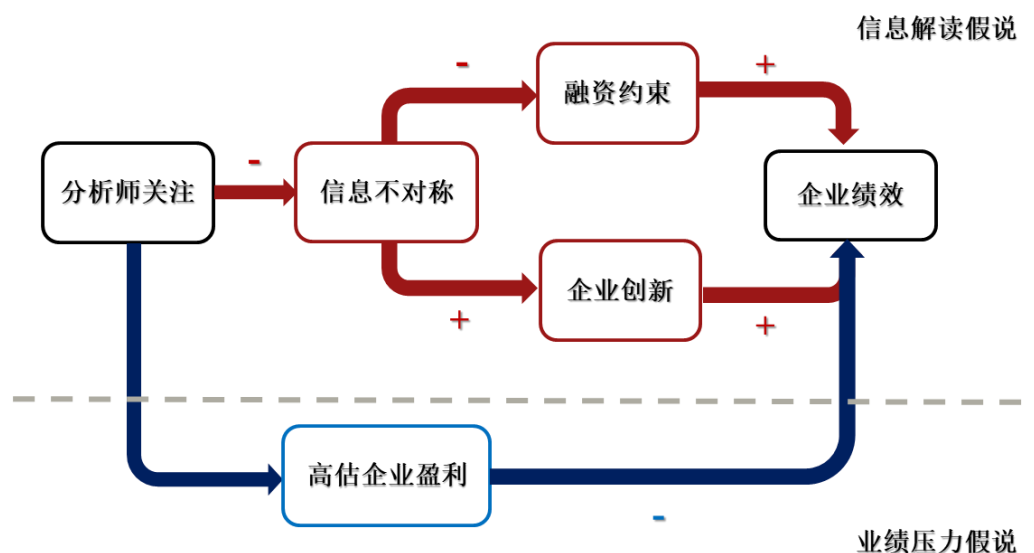 信息解读假说
-
+
融资约束
-
分析师关注
信息不对称
企业绩效
企业创新
+
+
高估企业盈利
-
业绩压力假说